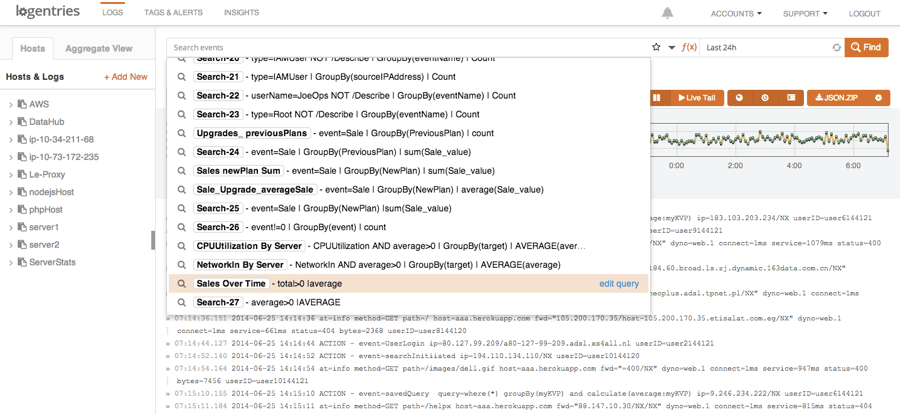 logentries
LOGS
TAGS & ALERTS
INSIGHTS
ACCOUNTS
SUPPORT
LOGOUT
Hosts
Aggregate View
Search events
f(x)
Last 24h
Find
Hosts & Logs
+ Add New
AWS
DataHub
ip-10-34-211-68
ip-10-73-172-235
Le-Proxy
nodejsHost
phpHost
server1
server2
ServerStats
Search-20 - type=IAMUser NOT /Describe | GroupBy(eventName) | Count
Search-21 - type=IAMUser | GroupBy(sourceIPAddress) | Count
Search-22 - userName=JoeOps NOT /Describe | GroupBy(eventName) | Count
Search-23 - type=Root NOT /Describe | GroupBy(eventName) | Count
Upgrades_ previousPlans - event=Sale | GroupBy(PreviousPlan) | count
Search-24 - event=Sale | GroupBy(PreviousPlan) | sum(Sale_value)
Sales newPlan Sum - event=Sale | GroupBy(NewPlan) | sum(Sale_value)
Sale_Upgrade_averageSale - event=Sale | GroupBy(NewPlan) | average(Sale_value)
Search-25 - event=Sale | GroupBy(NewPlan) |sum(Sale_value)
Search-26 - event!=0 | GroupBy(event) | count
CPUUtilization By Server - CPUUtilization AND average>0 | GroupBy(target) | AVERAGE(aver...
NetworkIn By Server - NetworkIn AND average>0 | GroupBy(target) | AVERAGE(average)
Sales Over Time - total>0 |average
edit query
Search-27 - average>0 |AVERAGE
Live Tail
JSON.ZIP
0:00
2:00
4:00
6:00
average:myKVP) ip=183.103.203.234/NX userID=user6144121
userID=user9144121
/NX" dyno=web.1 connect=1ms service=1079ms status=400
184.60.broad.ls.zj.dynamic.163data.com.cn/NX"
neoplus.adsl.tpnet.pl/NX" dyno=web.1 connect=1ms
» 07:14:36.151 2014-06-25 14:14:36 at=info method=GET path=/ host=aaa.herokuapp.com fwd="105.200.170.35/host-105.200.170.35.etisalat.com.eg/NX" dyno=web.1
connect=1ms service=661ms status=404 bytes=2368 userID=user8144120
» 07:14:44.127 2014-06-25 14:14:44 ACTION - event=UserLogin ip=80.127.99.209/a80-127-99-209.adsl.xs4all.nl userID=user2144121
» 07:14:52.140 2014-06-25 14:14:52 ACTION - event=searchInitiiated ip=194.110.134.110/NX userID=user10144120
» 07:14:54.164 2014-06-25 14:14:54 at=info method=GET path=/images/dell.gif host=aaa.herokuapp.com fwd="=400/NX" dyno=web.1 connect=1ms service=947ms status=400
bytes=7456 userID=user10144121
» 07:15:10.155 2014-06-25 14:15:10 ACTION - event=savedQuery query=where(*) groupBy(myKVP) and calculate(average:myKVP) ip=9.246.234.222/NX userID=user3144121
» 07:15:11.184 2014-06-25 14:15:11 at=info method=GET path=/helpx host=aaa.herokuapp.com fwd="88.147.10.30/NX/NX" dyno=web.1 connect=1ms service=815ms status=404